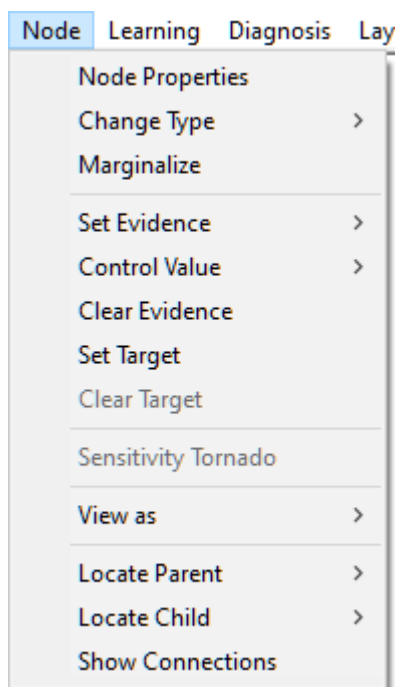 Node Learning Diagnosis Lay
Node Properties
Change Type
Marginalize
Set Evidence
Control Value
Clear Evidence
Set Target
Clear Target
Sensitivity Tornado
View as
Locate Parent
Locate Child
Show Connections